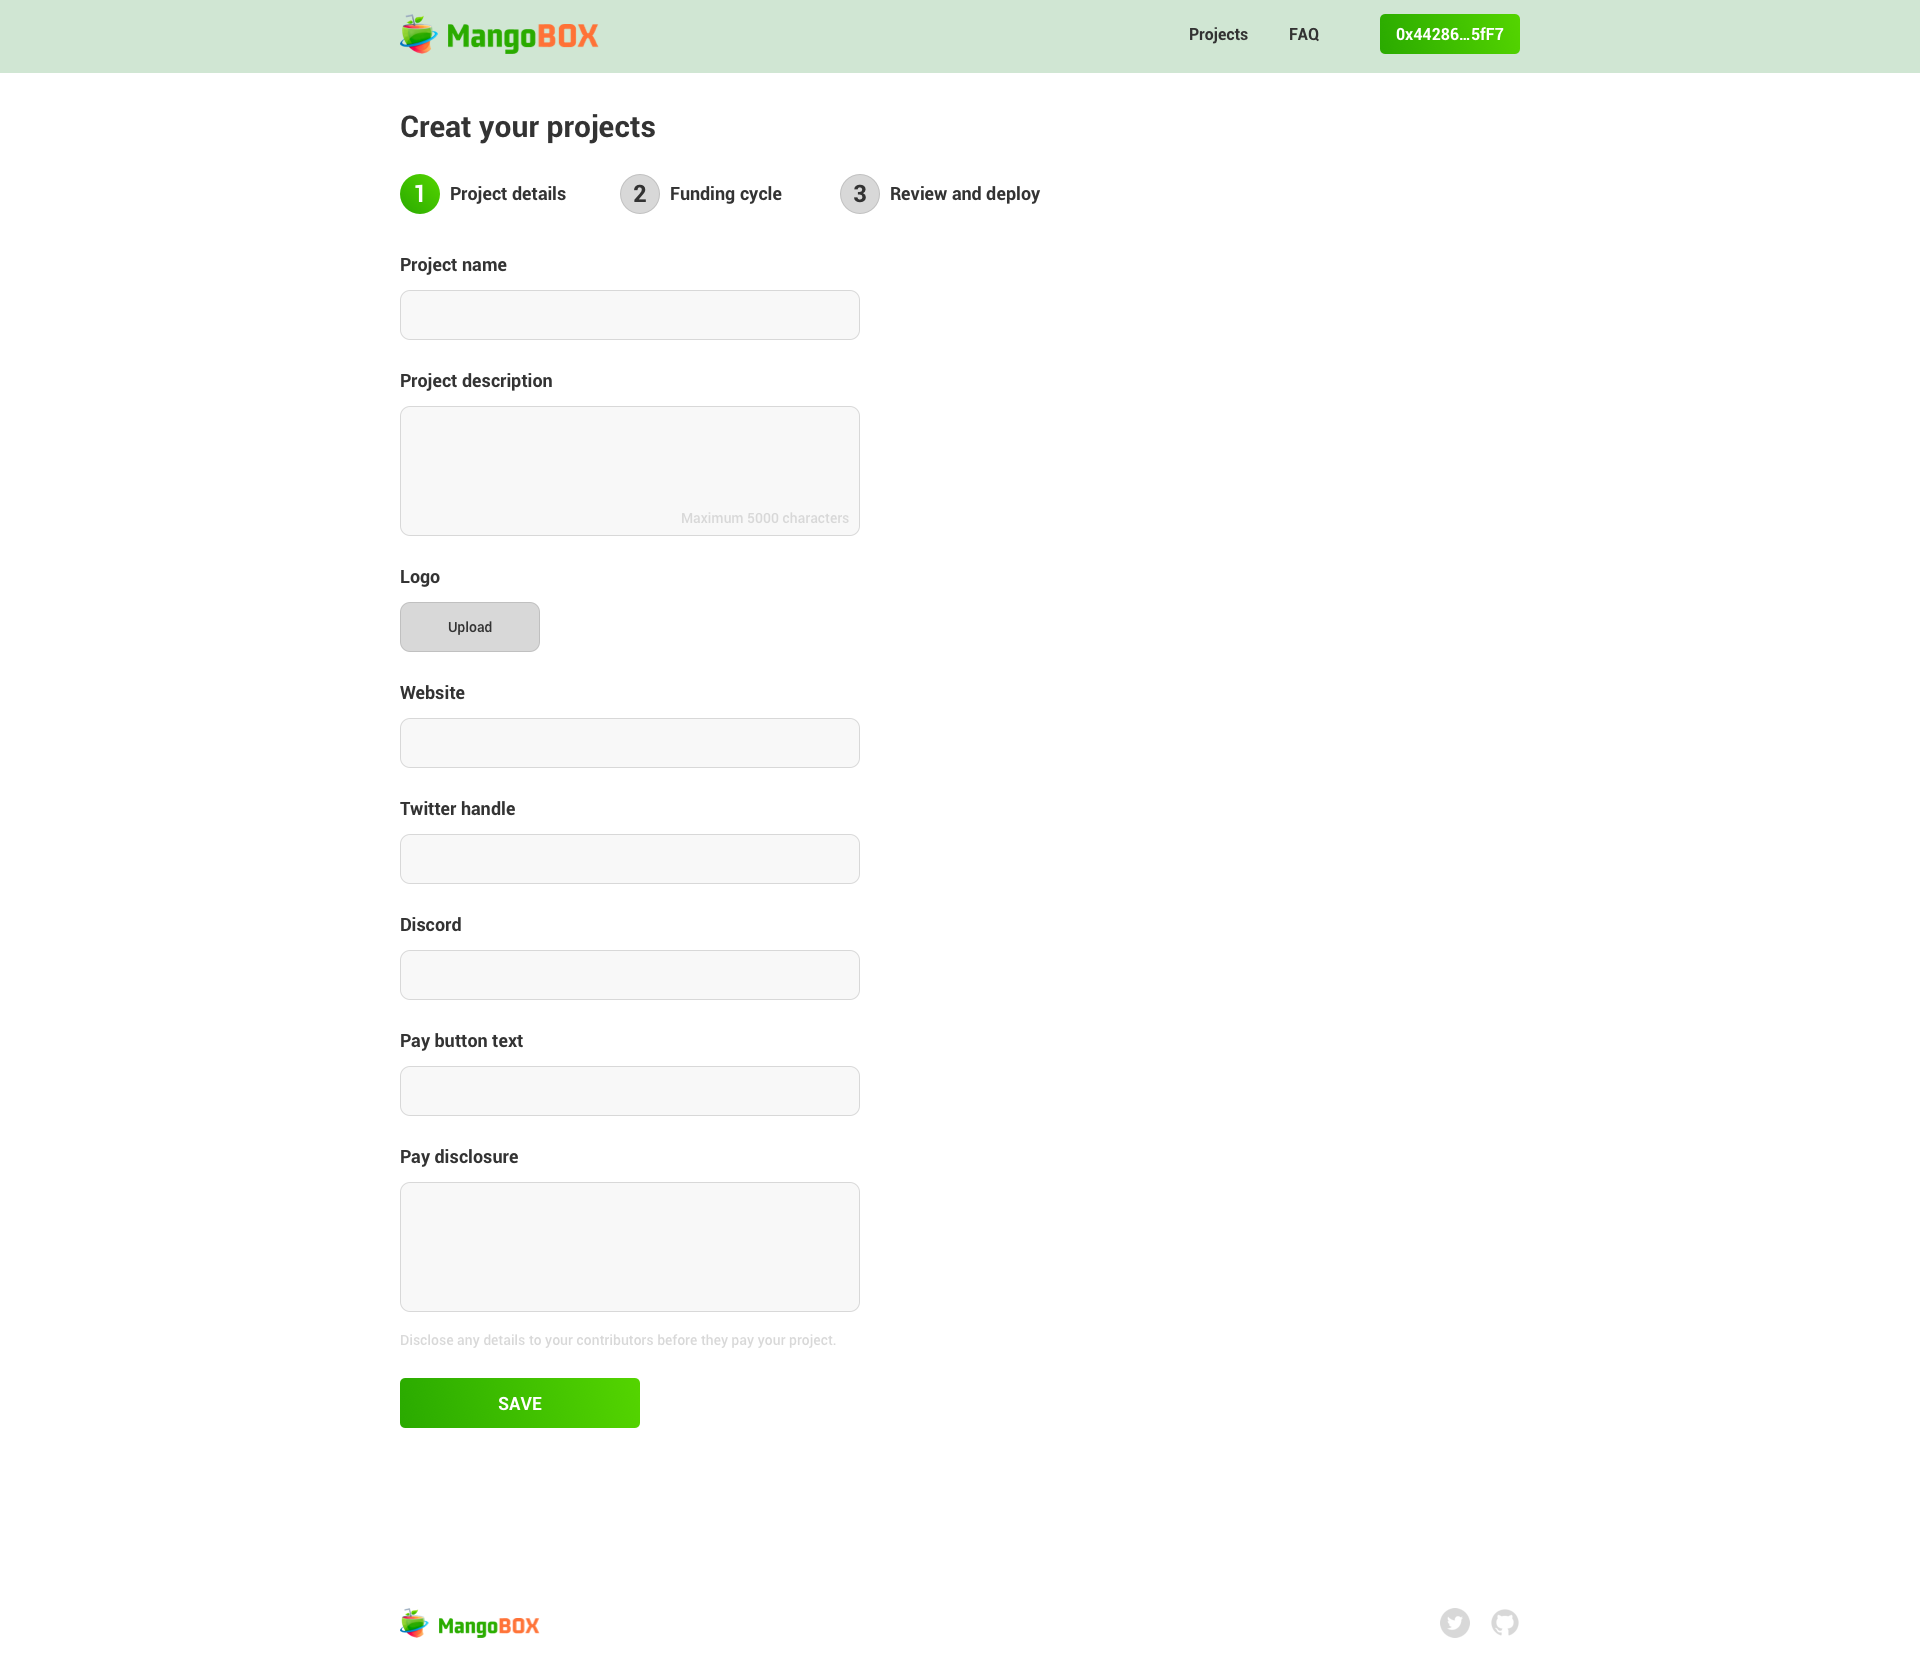 MangoBOX
Projects
FAQ
0x44286...5fF7
Creat your projects
1 Project details
2 Funding cycle
3 Review and deploy
Project name
Project description
Maximum 5000 characters
Logo
Upload
Website
Twitter handle
Discord
Pay button text
Pay disclosure
Disclose any details to your contributors before they pay your project.
SAVE
MangoBOX